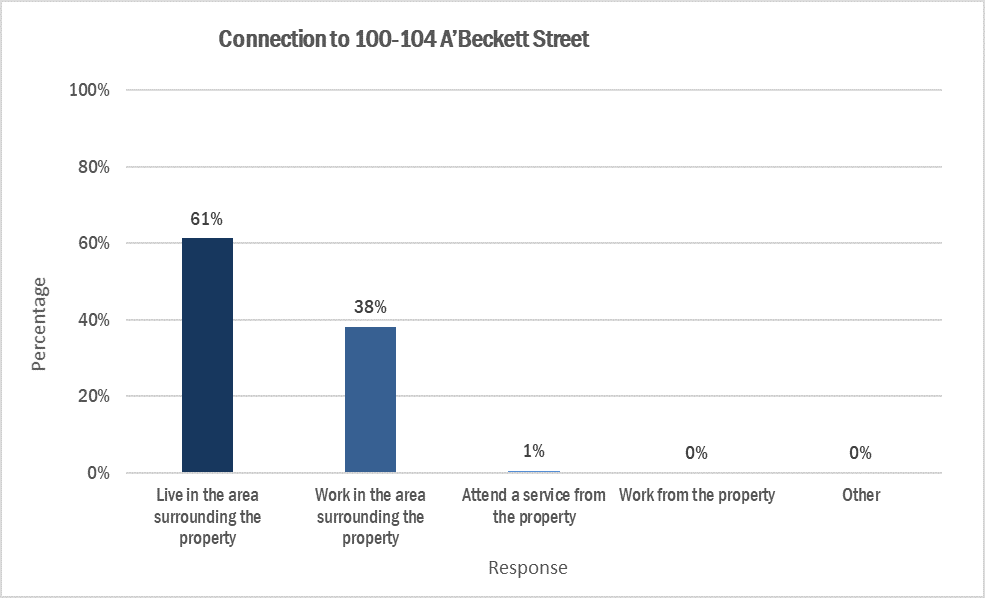 Connection to 100-104 A’Beckett Street
100%
80%
60%
40%
20%
0%
Percentage
61%
38%
1%
0%
0%
Live in the area
surrounding the
property
Work in the area
surrounding the
property
Attend a service from
the property
Work from the property
Other
Response